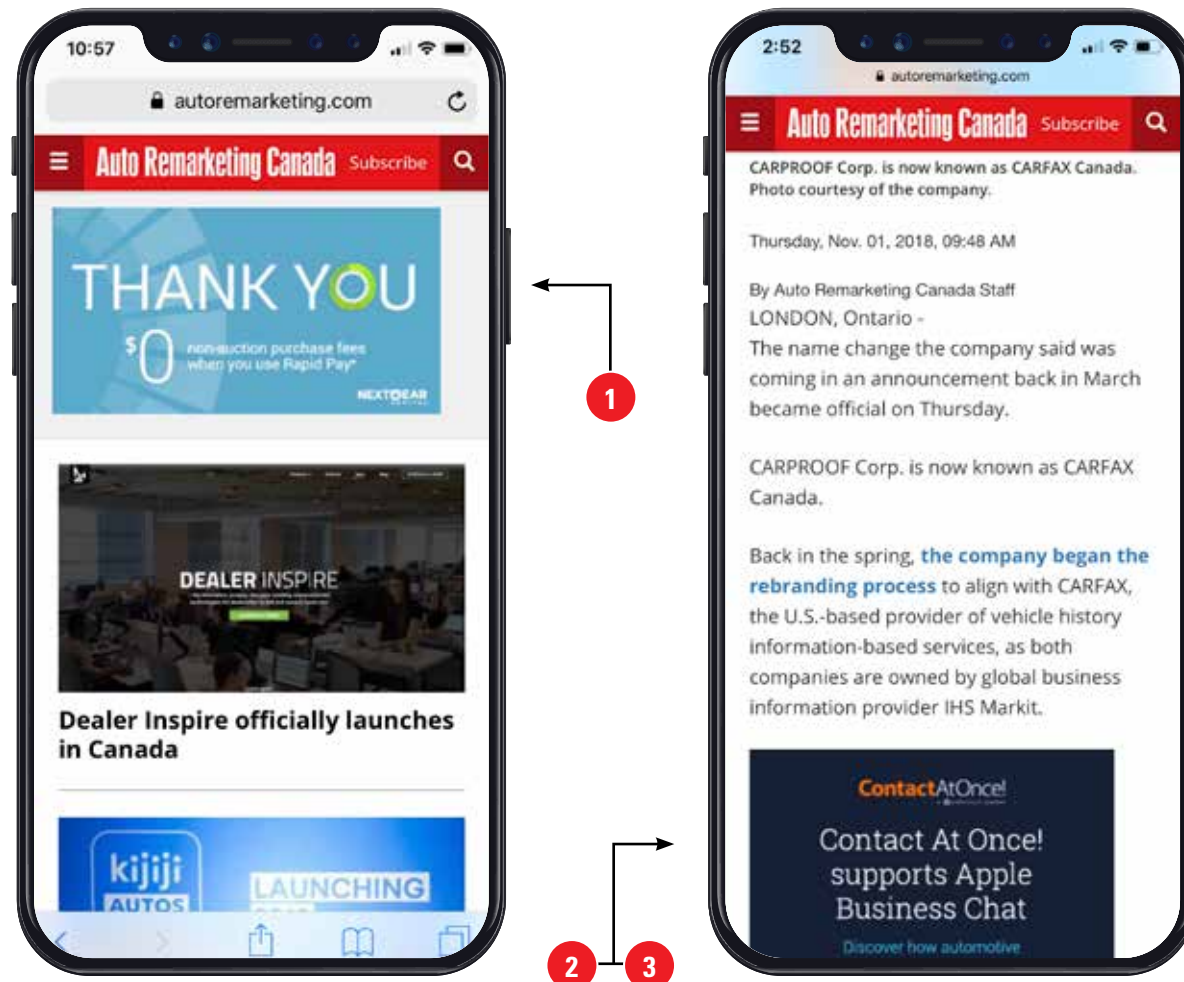 10:57
autoremarketing.com
Auto Remarketing Canada Subscribe
THANK YOU
$0 non-auction purchase fees
when you use Rapid Pay*
NEXTGEAR
CAPITAL
DEALER INSPIRE
Dealer Inspire officially launches
in Canada
kijiji
AUTOS
LAUNCHING
1
2
3
2:52
autoremarketing.com
Auto Remarketing Canada Subscribe
CARPROOF Corp. is now known as CARFAX Canada.
Photo courtesy of the company.
Thursday, Nov. 01, 2018, 09:48 AM
By Auto Remarketing Canada Staff
LONDON, Ontario -
The name change the company said was
coming in an announcement back in March
became official on Thursday.
CARPROOF Corp. is now known as CARFAX
Canada.
Back in the spring, the company began the
rebranding process to align with CARFAX,
the U.S.-based provider of vehicle history
information-based services, as both
companies are owned by global business
information provider IHS Markit.
ContactAtOnce!
Contact At Once!
supports Apple
Business Chat
Discover how automotive